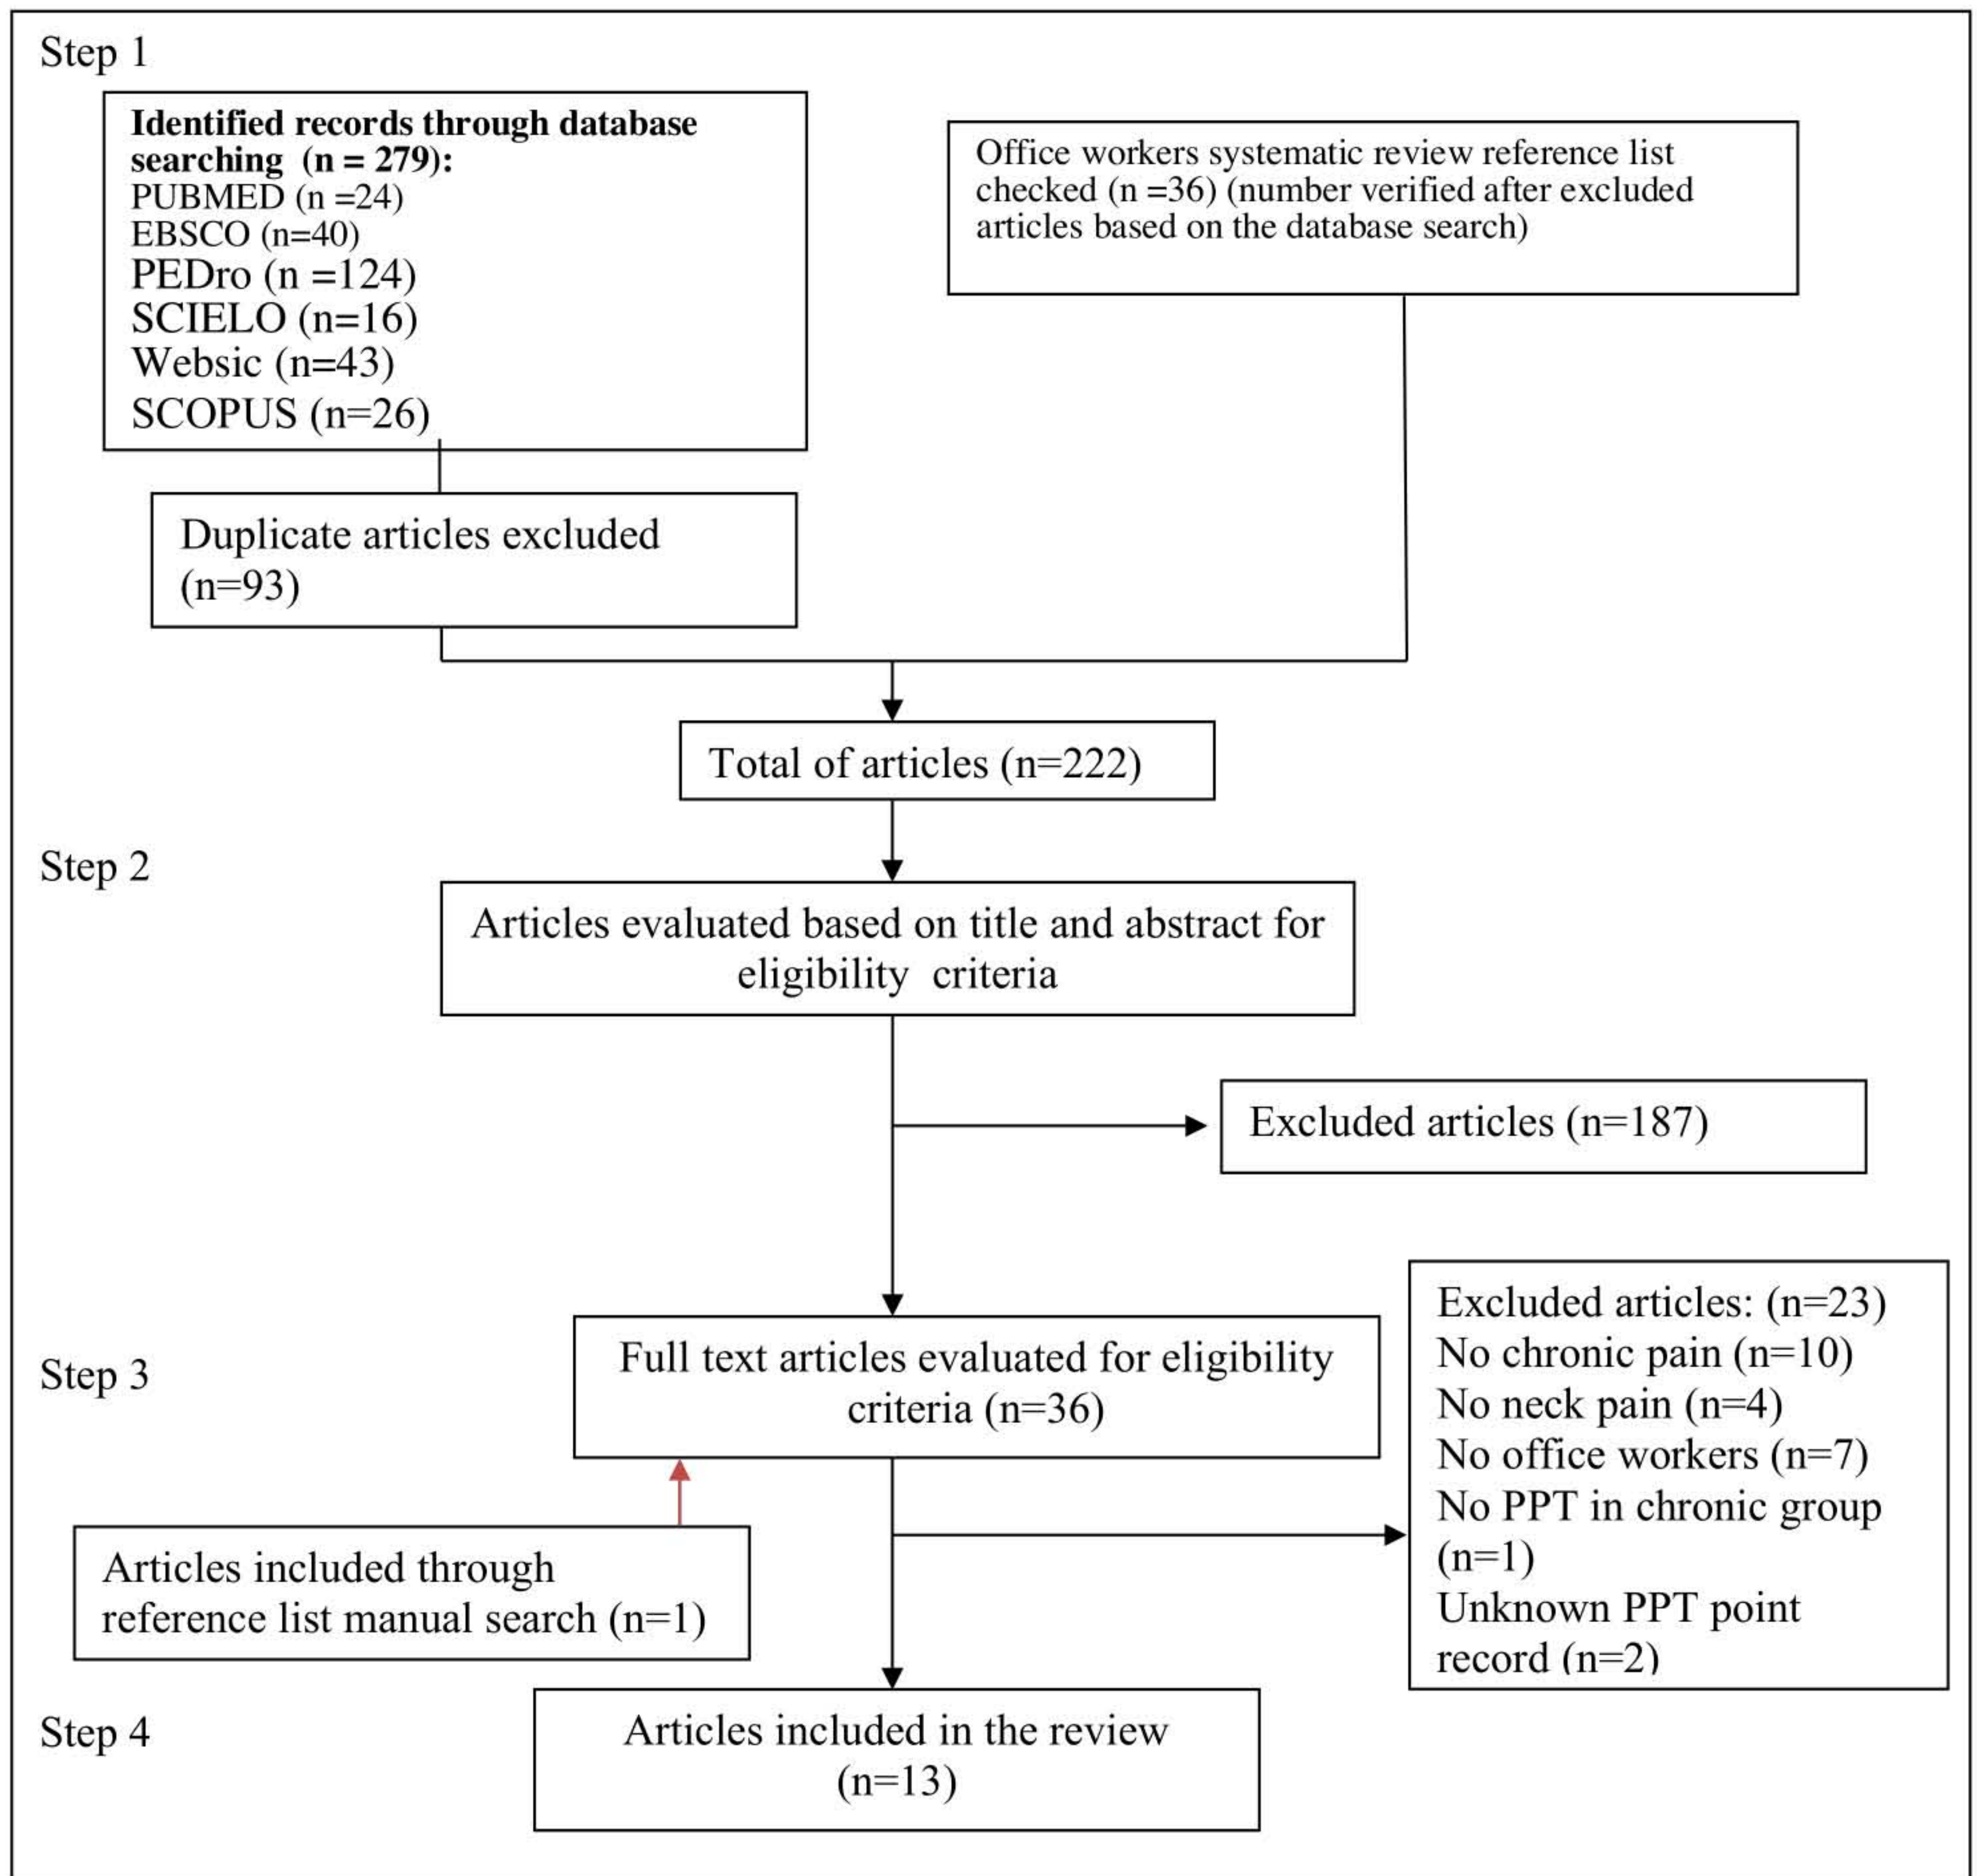 Step 1
Identified records through database
searching (n = 279):
PUBMED (n =24)
EBSCO (n=40)
PEDro (n =124)
SCIELO (n=16)
Websic (n=43)
SCOPUS (n=26)
Office workers systematic review reference list
checked (n =36) (number verified after excluded
articles based on the database search)
Duplicate articles excluded
(n=93)
Total of articles (n=222)
Step 2
Articles evaluated based on title and abstract for
eligibility criteria
Excluded articles (n=187)
Step 3
Full text articles evaluated for eligibility
criteria (n=36)
Excluded articles: (n=23)
No chronic pain (n=10)
No neck pain (n=4)
No office workers (n=7)
No PPT in chronic group
(n=1)
Unknown PPT point
record (n=2)
Articles included through
reference list manual search (n=1)
Step 4
Articles included in the review
(n=13)